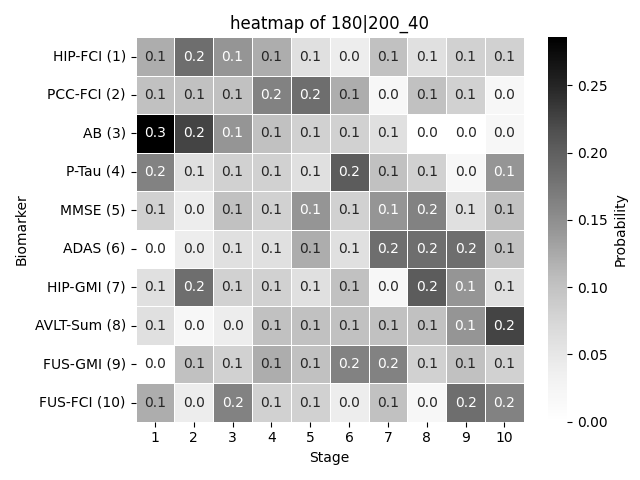 heatmap of 180|200_40
HIP-FCI (1) 0.1 0.2 0.1 0.1 0.1 0.0 0.1 0.1 0.1 0.1
PCC-FCI (2) 0.1 0.1 0.1 0.2 0.2 0.1 0.0 0.1 0.1 0.0
AB (3) 0.3 0.2 0.1 0.1 0.1 0.1 0.1 0.0 0.0 0.0
P-Tau (4) 0.2 0.1 0.1 0.1 0.1 0.2 0.1 0.1 0.0 0.1
MMSE (5) 0.1 0.0 0.1 0.1 0.1 0.1 0.1 0.2 0.1 0.1
ADAS (6) 0.0 0.0 0.1 0.1 0.1 0.1 0.2 0.2 0.2 0.1
HIP-GMI (7) 0.1 0.2 0.1 0.1 0.1 0.1 0.0 0.2 0.1 0.1
AVLT-Sum (8) 0.1 0.0 0.0 0.1 0.1 0.1 0.1 0.1 0.1 0.2
FUS-GMI (9) 0.0 0.1 0.1 0.1 0.1 0.2 0.2 0.1 0.1 0.1
FUS-FCI (10) 0.1 0.0 0.2 0.1 0.1 0.0 0.1 0.0 0.2 0.2
1 2 3 4 5 6 7 8 9 10
Stage
Biomarker
0.25
0.20
0.15
0.10
0.05
0.00
Probability